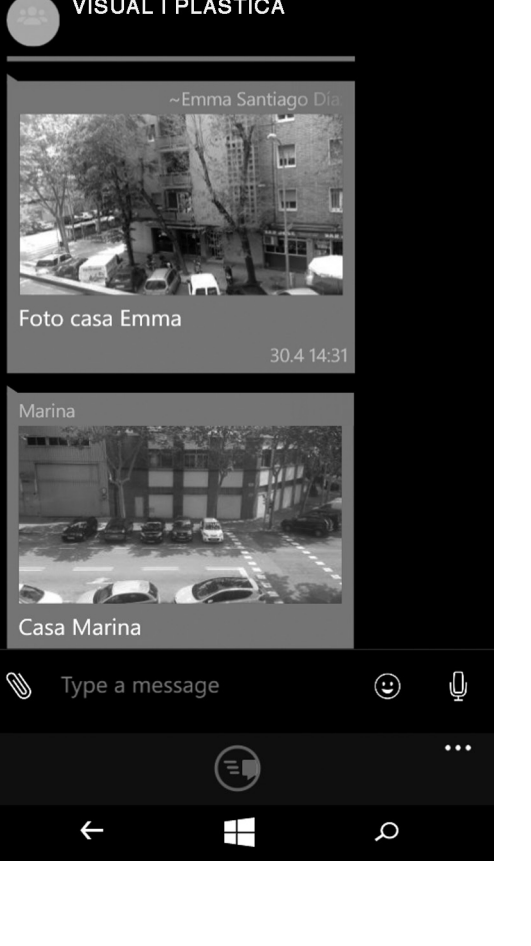 VISUAL I PLASTICA
~Emma Santiago Día
Foto casa Emma
30.4 14:31
Marina
Casa Marina
Type a message